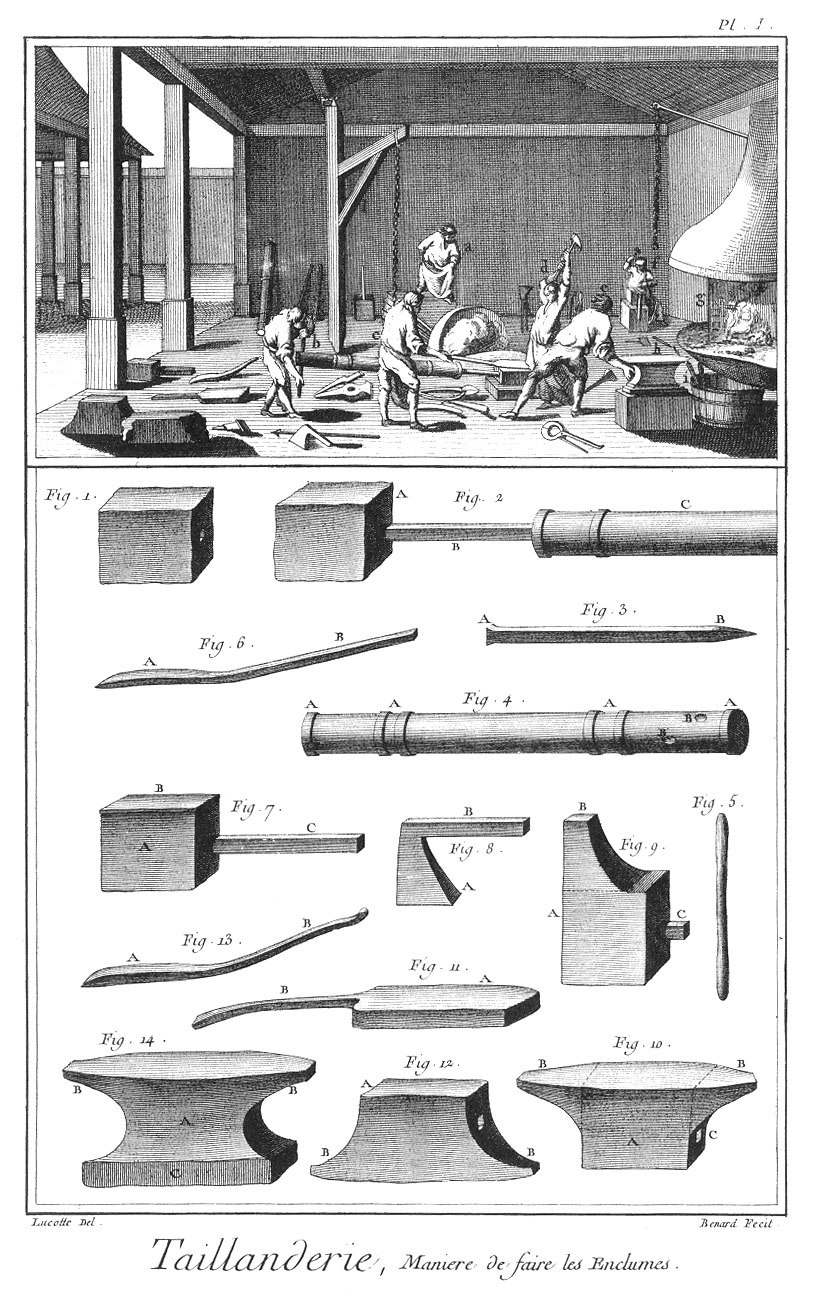 Pl. I.
Fig. 1.
A
Fig. 2
C
B
A
Fig. 3.
B
Fig. 6.
B
A
Fig. 4.
A
A
A
A
B
B
B
Fig. 7.
C
A
B
Fig. 8.
A
B
Fig. 9.
A
C
Fig. 5.
Fig. 13.
B
A
Fig. 11.
B
A
Fig. 14.
B
B
A
C
Fig. 12.
A
B
B
Fig. 10.
B
B
A
C
Lucotte Del.
Benard Fecit
Taillanderie, Maniere de faire les Enclumes.